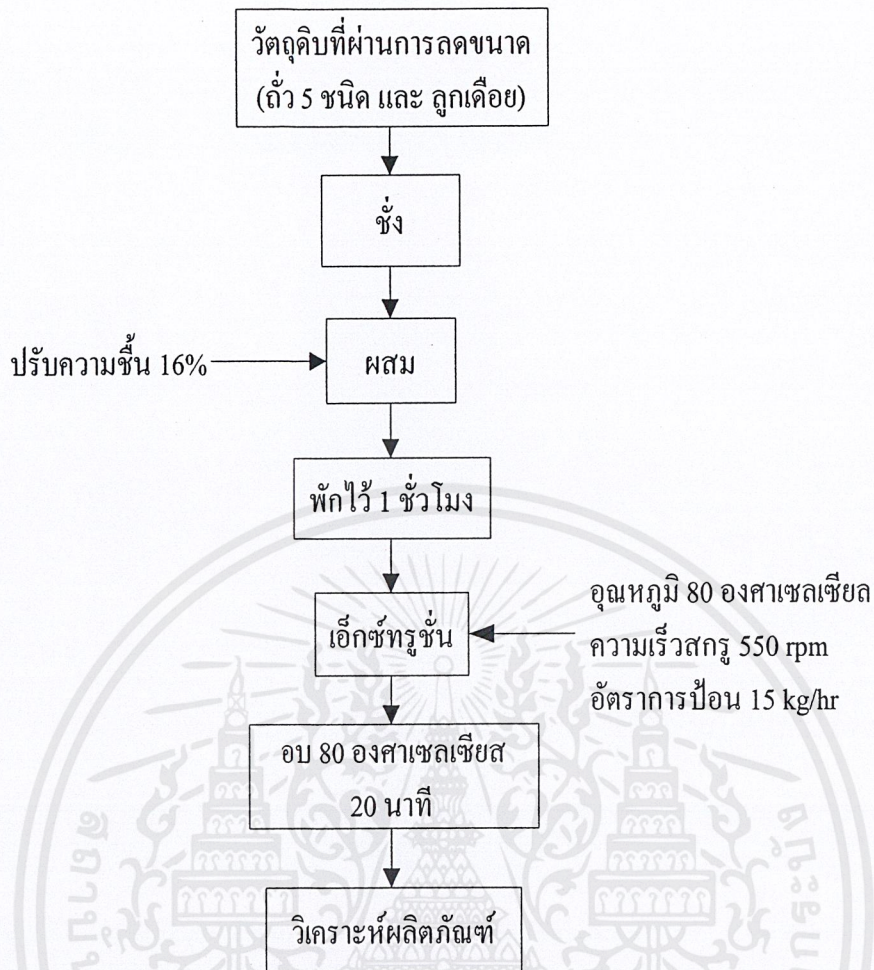 วัตถุดิบที่ผ่านการลดขนาด
(ถั่ว 5 ชนิด และ ลูกเดือย)
ชั่ง
ปรับความชื้น 16%
ผสม
พักไว้ 1 ชั่วโมง
เอ็กซ์ทรูชั่น
อุณหภูมิ 80 องศาเซลเซียล
ความเร็วสกรู 550 rpm
อัตราการป้อน 15 kg/hr
อบ 80 องศาเซลเซียส
20 นาที
วิเคราะห์ผลิตภัณฑ์